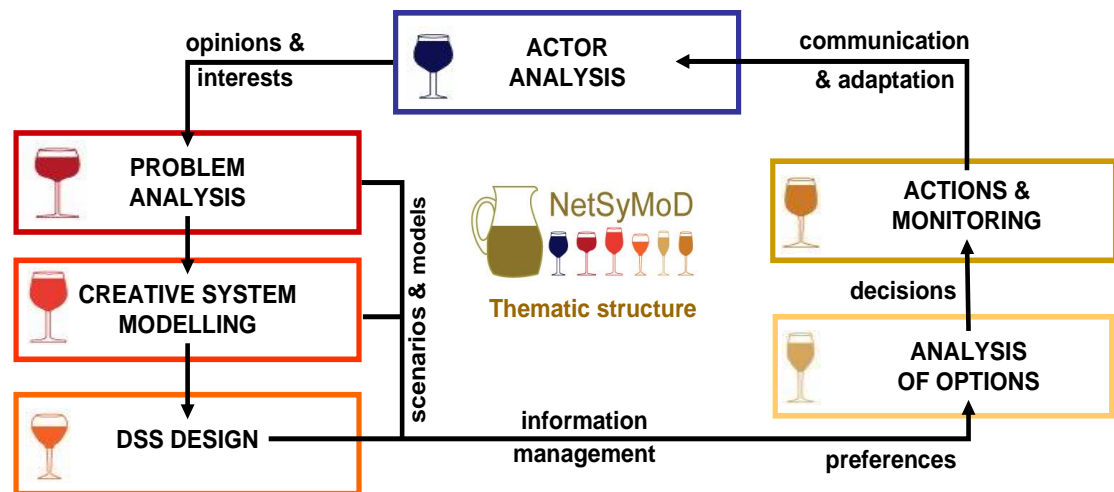 opinions &
interests
ACTOR
ANALYSIS
communication
& adaptation
PROBLEM
ANALYSIS
CREATIVE SYSTEM
MODELLING
DSS DESIGN
scenarios & models
NetSyMoD
Thematic structure
ACTIONS &
MONITORING
decisions
ANALYSIS
OF OPTIONS
information
management
preferences